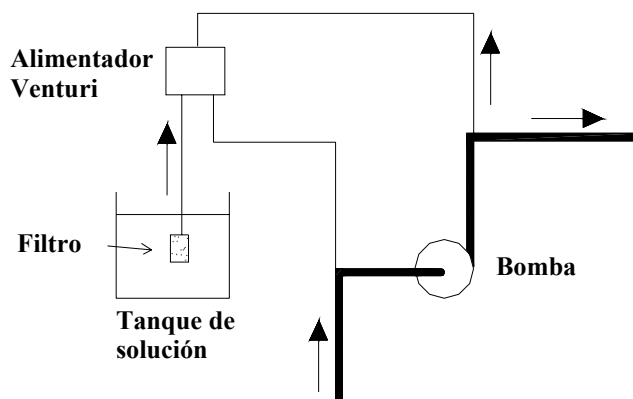 Alimentador
Venturi
Filtro
Bomba
Tanque de
solución